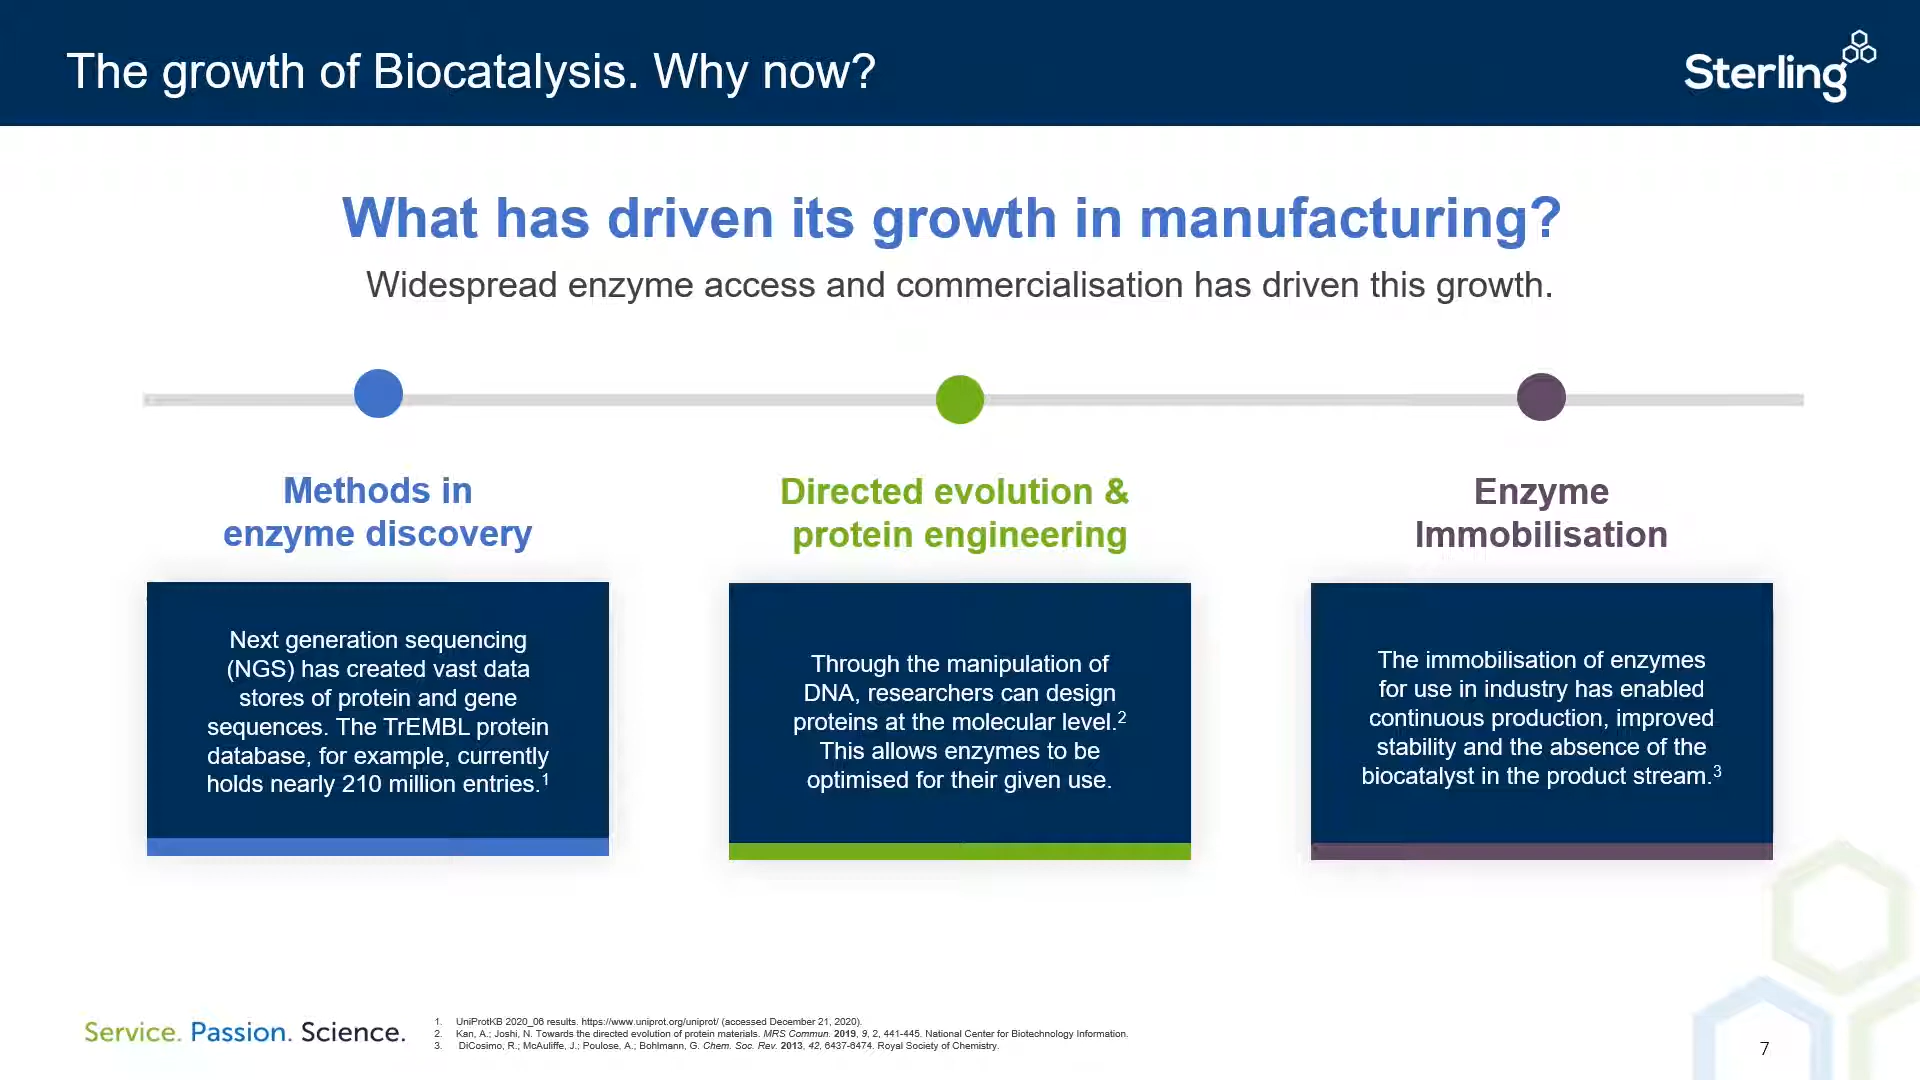 The growth of Biocatalysis. Why now?
Sterling
What has driven its growth in manufacturing?
Widespread enzyme access and commercialisation has driven this growth.
Methods in
enzyme discovery
Next generation sequencing
(NGS) has created vast data
stores of protein and gene
sequences. The TrEMBL protein
database, for example, currently
holds nearly 210 million entries.1
Directed evolution &
protein engineering
Through the manipulation of
DNA, researchers can design
proteins at the molecular level.2
This allows enzymes to be
optimised for their given use.
Enzyme
Immobilisation
The immobilisation of enzymes
for use in industry has enabled
continuous production, improved
stability and the absence of the
biocatalyst in the product stream.3
Service. Passion. Science.
1. UniProtKB 2020_06 results. https://www.uniprot.org/uniprot/ (accessed December 21, 2020).
2. Kan, A.; Joshi, N. Towards the directed evolution of protein materials. MRS Commun. 2019, 9, 2, 441-445. National Center for Biotechnology Information.
3. DiCosimo, R.; McAuliffe, J.; Poulose, A.; Bohlmann, G. Chem. Soc. Rev. 2013, 42, 6437-6474. Royal Society of Chemistry.
7